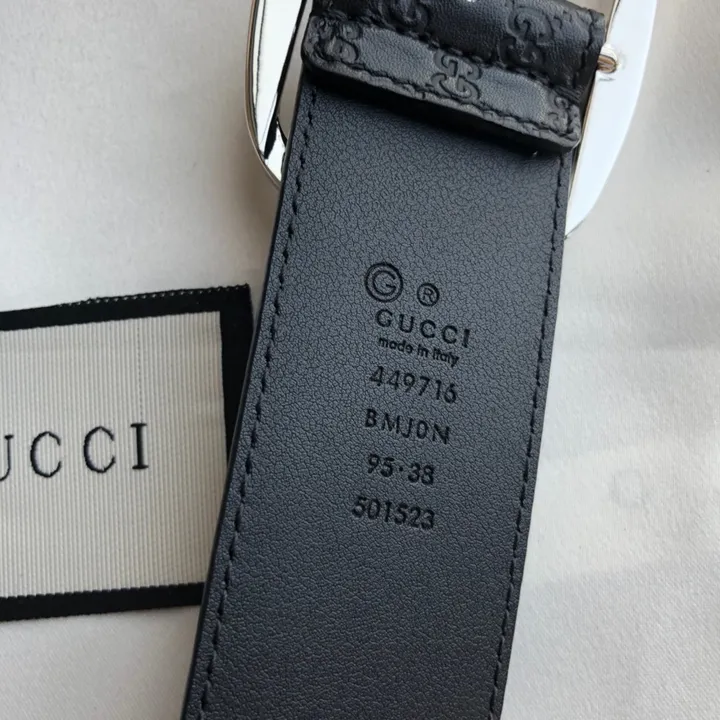 G ®
GUCCI
made in italy
449716
BMJ0N
95·38
501523
UCCI